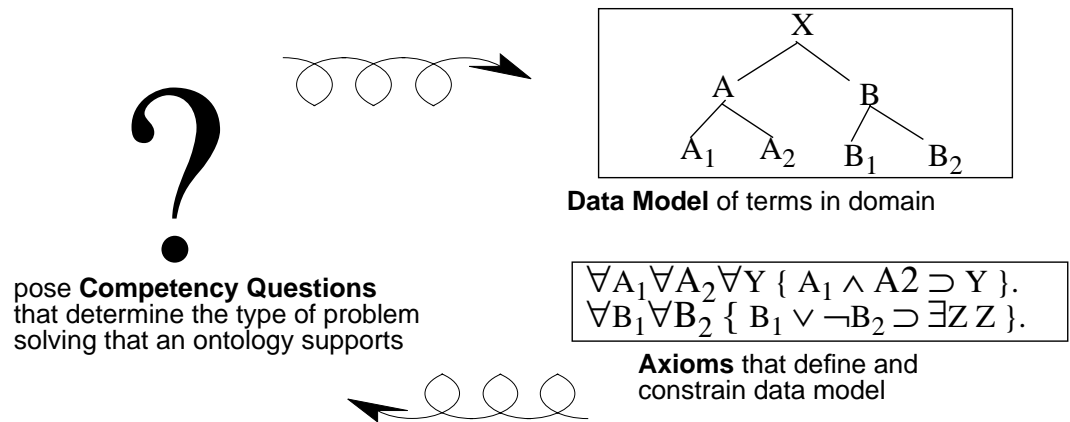 ?
pose Competency Questions
that determine the type of problem
solving that an ontology supports
X
A B
A₁ A₂ B₁ B₂
Data Model of terms in domain
∀A₁∀A₂∀Y { A₁ ∧ A2 ⊃ Y }.
∀B₁∀B₂ { B₁ ∨ ¬B₂ ⊃ ∃Z Z }.
Axioms that define and
constrain data model